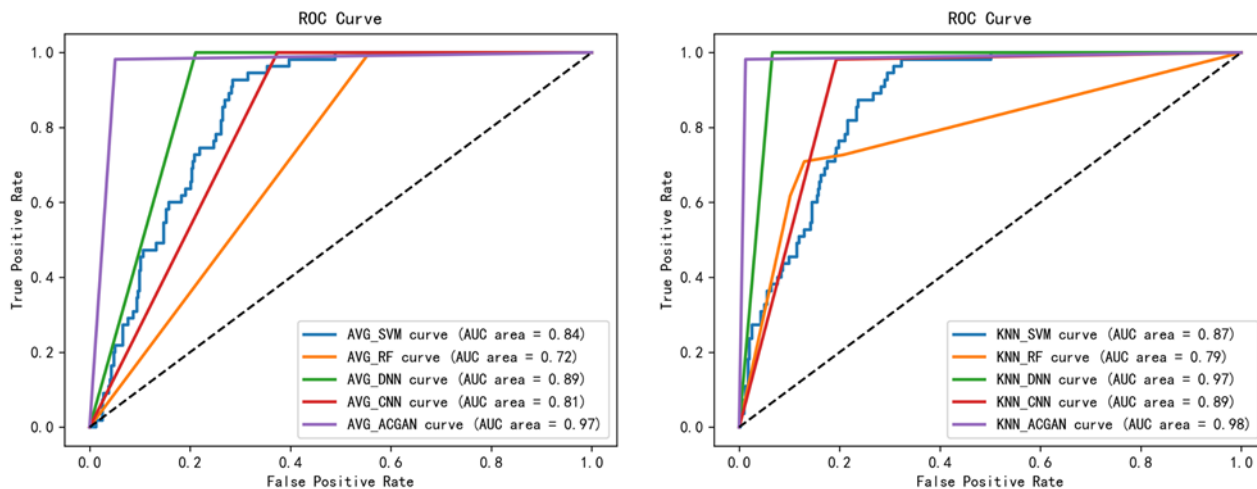 ROC Curve
1.0
0.8
0.6
0.4
0.2
0.0
True Positive Rate
AVG_SVM curve (AUC area = 0.84)
AVG_RF curve (AUC area = 0.72)
AVG_DNN curve (AUC area = 0.89)
AVG_CNN curve (AUC area = 0.81)
AVG_ACGAN curve (AUC area = 0.97)
0.0 0.2 0.4 0.6 0.8 1.0
False Positive Rate
ROC Curve
1.0
0.8
0.6
0.4
0.2
0.0
True Positive Rate
KNN_SVM curve (AUC area = 0.87)
KNN_RF curve (AUC area = 0.79)
KNN_DNN curve (AUC area = 0.97)
KNN_CNN curve (AUC area = 0.89)
KNN_ACGAN curve (AUC area = 0.98)
0.0 0.2 0.4 0.6 0.8 1.0
False Positive Rate